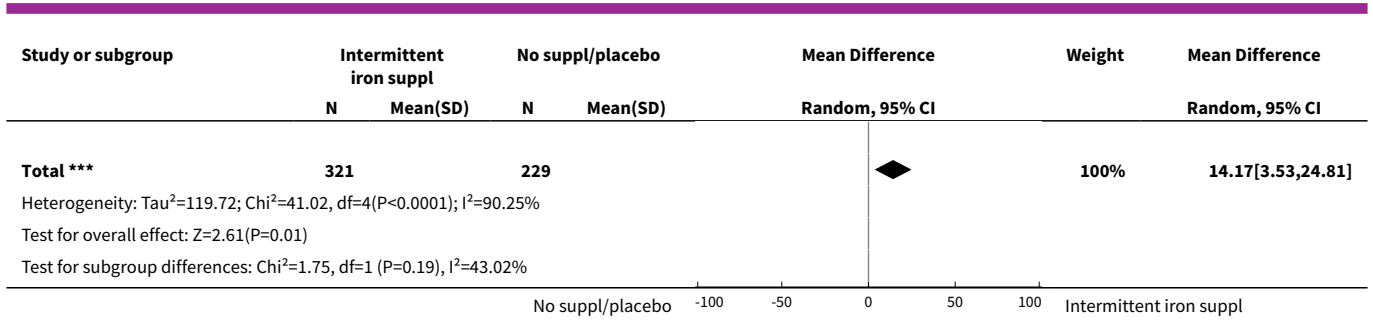 Study or subgroup Intermittent iron suppl No suppl/placebo Mean Difference Weight Mean Difference
N Mean(SD) N Mean(SD) Random, 95% CI Random, 95% CI
Total *** 321 229 100% 14.17[3.53,24.81]
Heterogeneity: Tau²=119.72; Chi²=41.02, df=4(P<0.0001); I²=90.25%
Test for overall effect: Z=2.61(P=0.01)
Test for subgroup differences: Chi²=1.75, df=1 (P=0.19), I²=43.02%
No suppl/placebo -100 -50 0 50 100 Intermittent iron suppl